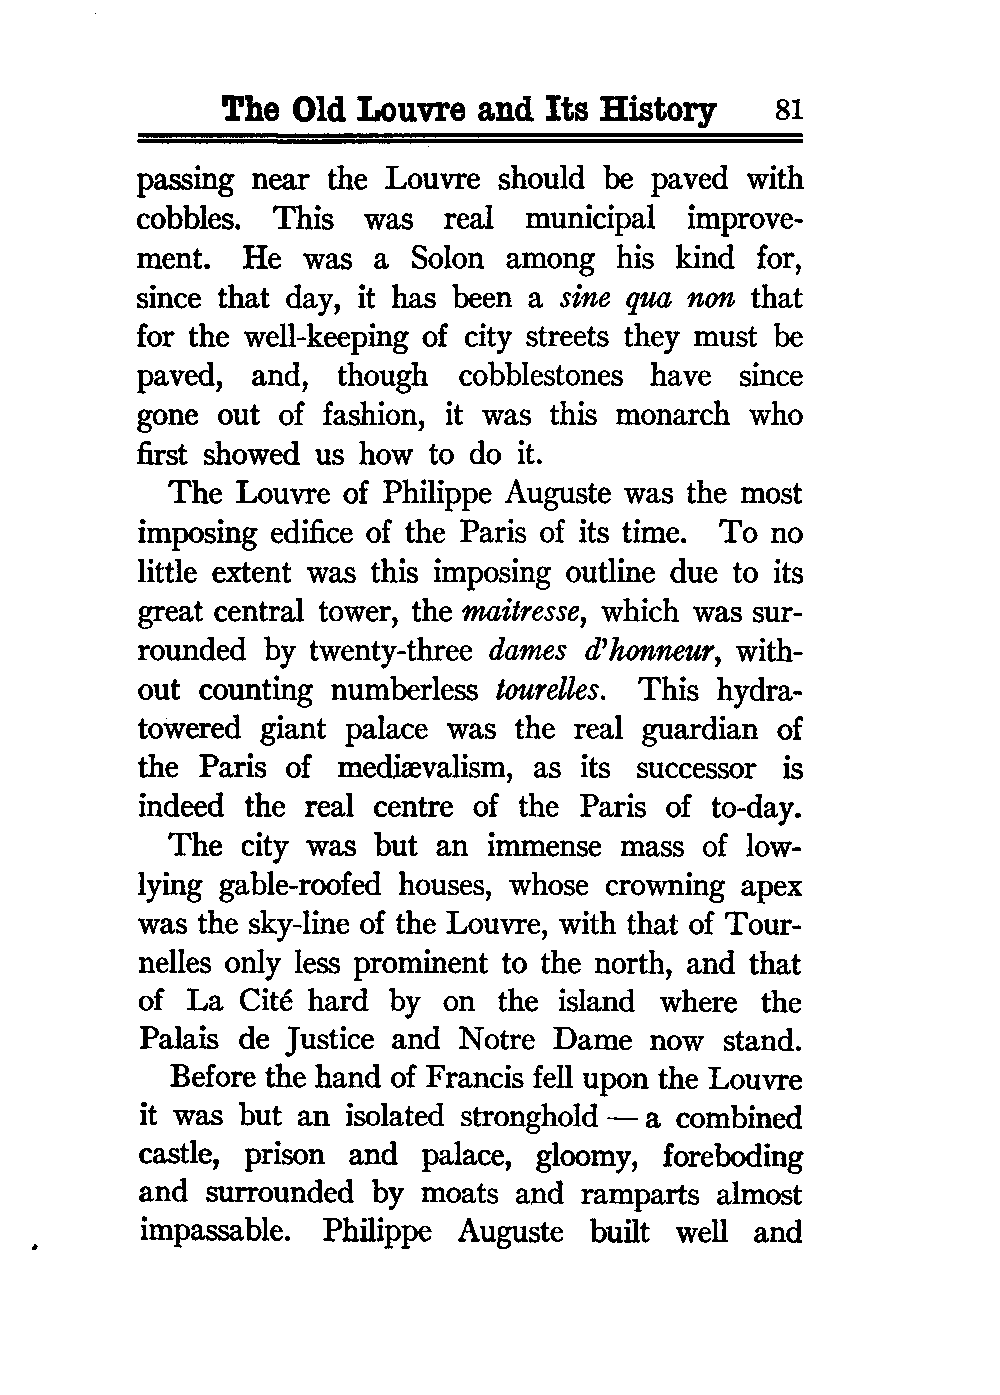 The Old Louvre and Its History 81
passing near the Louvre should be paved with
cobbles. This was real municipal improve-
ment. He was a Solon among his kind for,
since that day, it has been a sine qua non that
for the well-keeping of city streets they must be
paved, and, though cobblestones have since
gone out of fashion, it was this monarch who
first showed us how to do it.
The Louvre of Philippe Auguste was the most
imposing edifice of the Paris of its time. To no
little extent was this imposing outline due to its
great central tower, the maitresse, which was sur-
rounded by twenty-three dames d'honneur, with-
out counting numberless tourelles. This hydra-
towered giant palace was the real guardian of
the Paris of mediævalism, as its successor is
indeed the real centre of the Paris of to-day.
The city was but an immense mass of low-
lying gable-roofed houses, whose crowning apex
was the sky-line of the Louvre, with that of Tour-
nelles only less prominent to the north, and that
of La Cité hard by on the island where the
Palais de Justice and Notre Dame now stand.
Before the hand of Francis fell upon the Louvre
it was but an isolated stronghold — a combined
castle, prison and palace, gloomy, foreboding
and surrounded by moats and ramparts almost
impassable. Philippe Auguste built well and